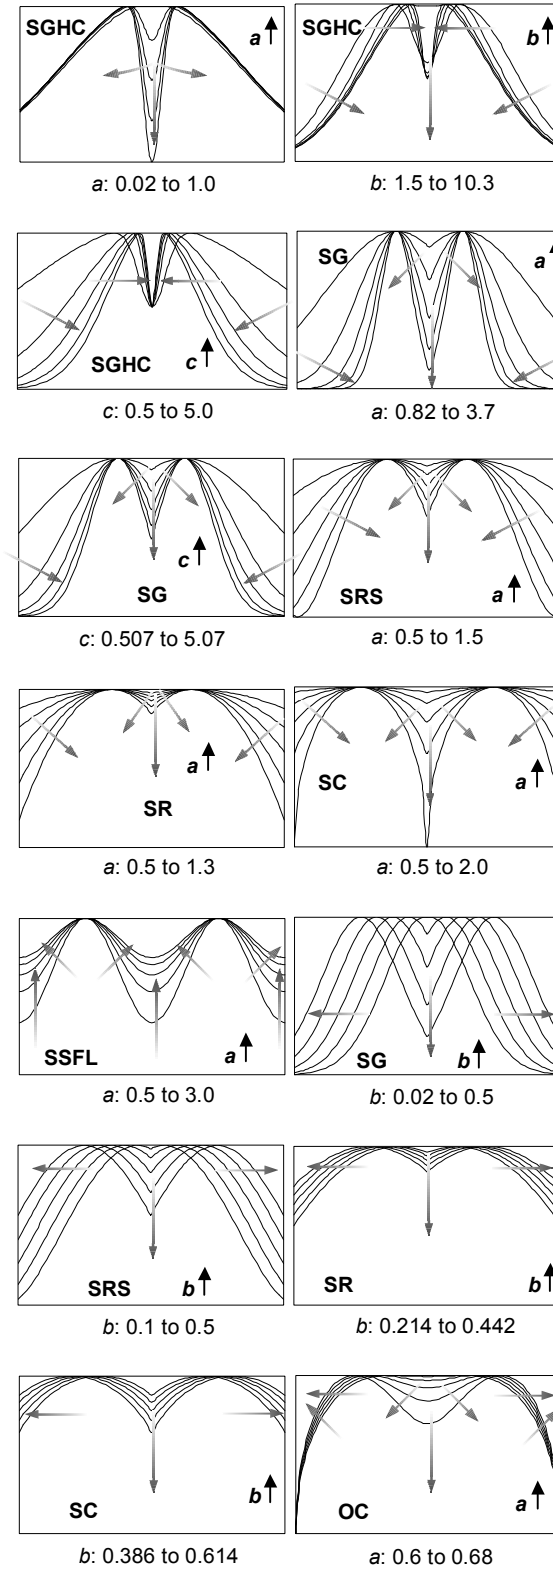 SGHC a
SGHC b
a: 0.02 to 1.0
b: 1.5 to 10.3
SGHC c
SG a
c: 0.5 to 5.0
a: 0.82 to 3.7
SG c
SRS a
c: 0.507 to 5.07
a: 0.5 to 1.5
SR a
SC a
a: 0.5 to 1.3
a: 0.5 to 2.0
SSFL a
SG b
a: 0.5 to 3.0
b: 0.02 to 0.5
SRS b
SR b
b: 0.1 to 0.5
b: 0.214 to 0.442
SC b
OC a
b: 0.386 to 0.614
a: 0.6 to 0.68